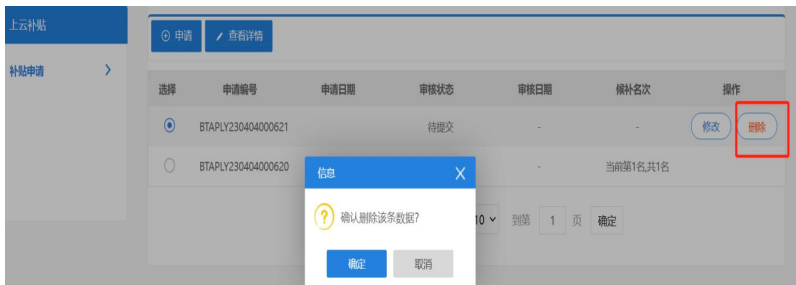 上云补贴
补贴申请
申请 查看详情
选择 申请编号 申请日期 审核状态 审核日期 候补名次 操作
BTAPLY230404000621 待提交 - - 修改 删除
BTAPLY230404000620 - 当前第1名,共1名
信息 X
? 确认删除该条数据?
10 到第 1 页 确定
确定 取消